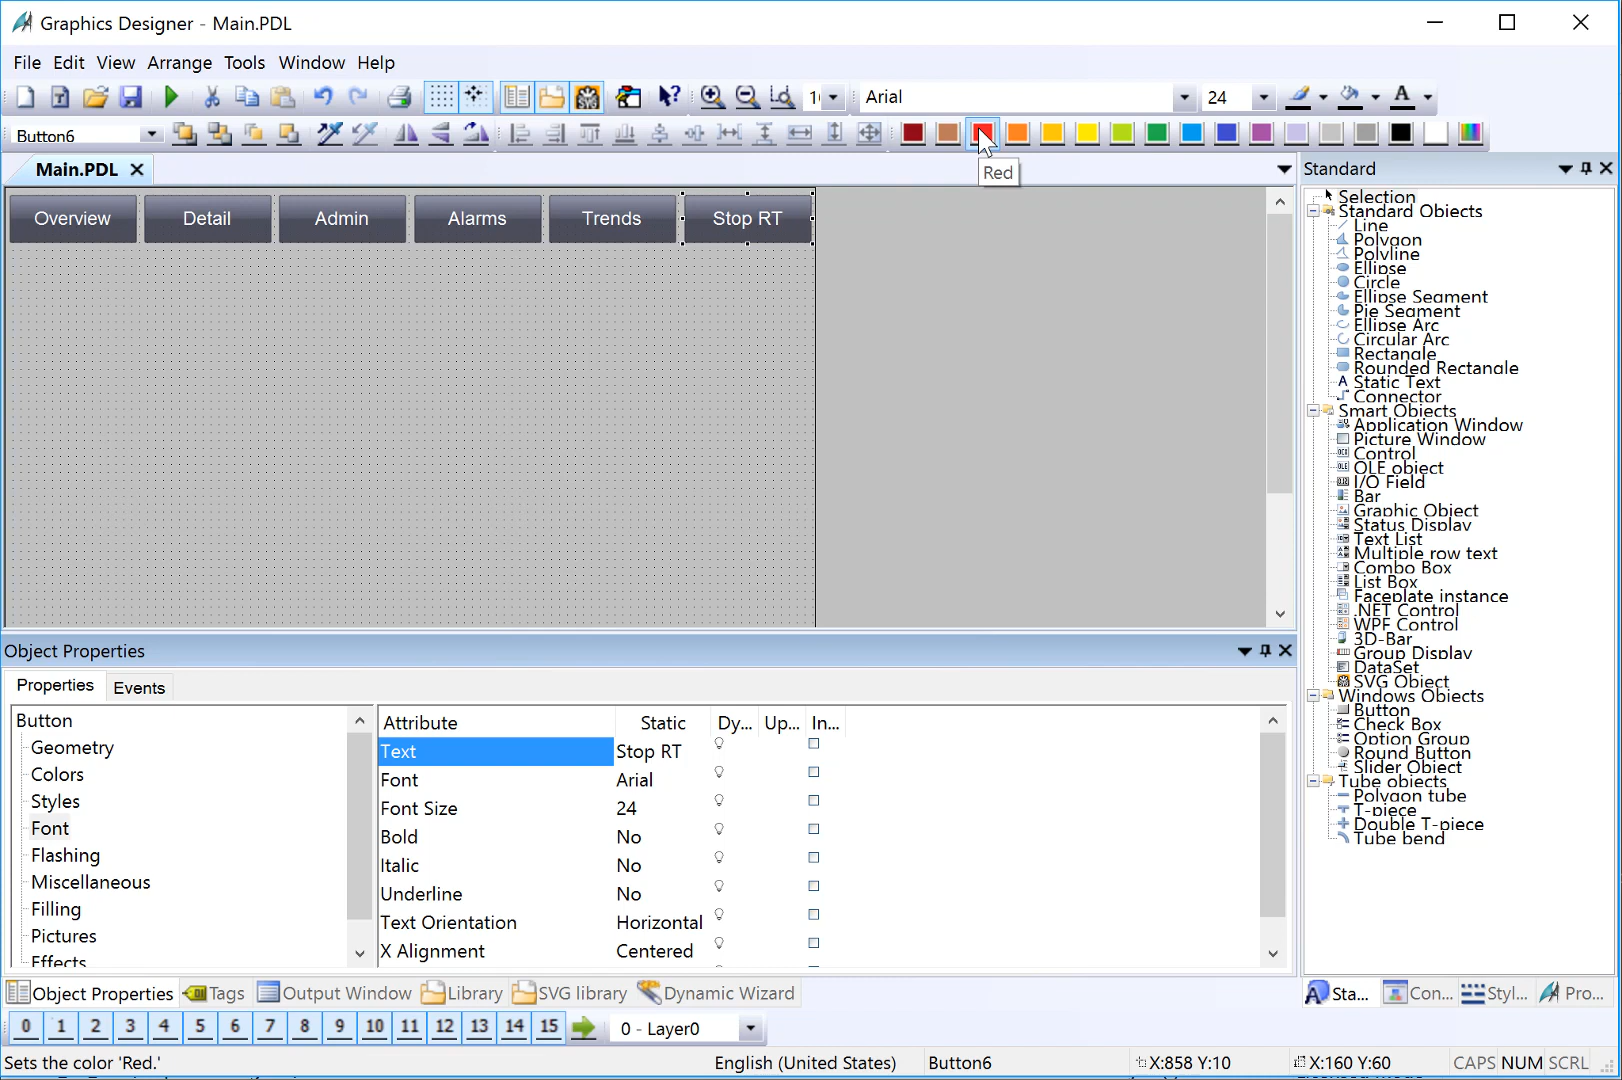 Graphics Designer - Main.PDL
File Edit View Arrange Tools Window Help
Arial 24
Button6
Red
Main.PDL
Overview Detail Admin Alarms Trends Stop RT
Standard
Selection
Standard Objects
Line
Polygon
Polyline
Ellipse
Circle
Ellipse Segment
Pie Segment
Ellipse Arc
Circular Arc
Rectangle
Rounded Rectangle
A Static Text
Connector
Smart Objects
Application Window
Picture Window
Control
OLE object
I/O Field
Bar
Graphic Object
Status Display
Text List
Multiple row text
Combo Box
List Box
Faceplate instance
.NET Control
WPF Control
3D-Bar
Group Display
DataSet
SVG Object
Windows Objects
Button
Check Box
Option Group
Round Button
Slider Object
Tube objects
Polygon tube
T-piece
Double T-piece
Tube bend
Object Properties
Properties Events
Button
Geometry
Colors
Styles
Font
Flashing
Miscellaneous
Filling
Pictures
Effects
Attribute Static Dy... Up... In...
Text Stop RT
Font Arial
Font Size 24
Bold No
Italic No
Underline No
Text Orientation Horizontal
X Alignment Centered
Object Properties Tags Output Window Library SVG library Dynamic Wizard
Sta... Con... Styl... Pro...
0 1 2 3 4 5 6 7 8 9 10 11 12 13 14 15 0 - Layer0
Sets the color 'Red.' English (United States) Button6 X:858 Y:10 X:160 Y:60 CAPS NUM SCRL